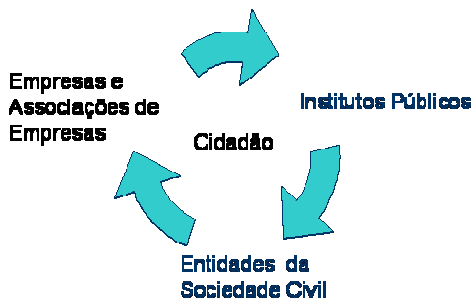 Empresas e
Associações de
Empresas
Institutos Públicos
Cidadão
Entidades da
Sociedade Civil